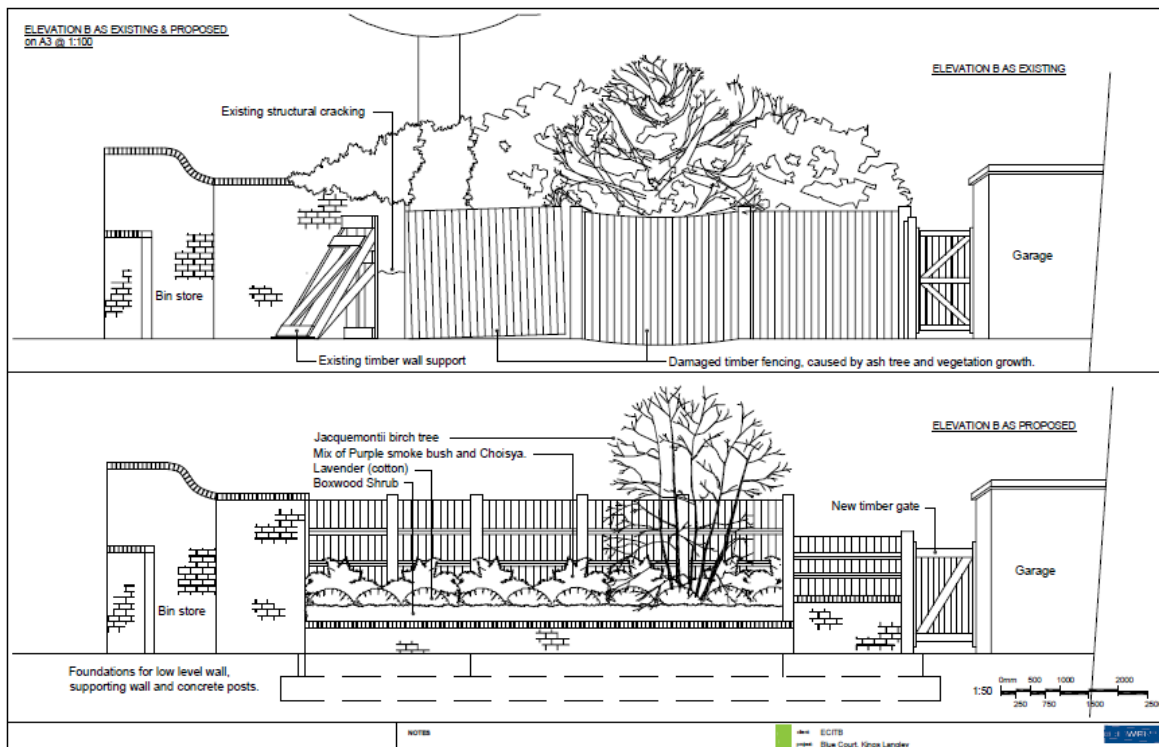 ELEVATION B AS EXISTING & PROPOSED
on A3 @ 1:100
ELEVATION B AS EXISTING
Existing structural cracking
Bin store
Garage
Existing timber wall support
Damaged timber fencing, caused by ash tree and vegetation growth.
Jacquemontii birch tree
Mix of Purple smoke bush and Choisya.
Lavender (cotton)
Boxwood Shrub
ELEVATION B AS PROPOSED
New timber gate
Bin store
Garage
Foundations for low level wall,
supporting wall and concrete posts.
1:50
0mm 500 1000 2000
250 750 1500 250
NOTES
client ECITB
project Blue Court, Kings Langley